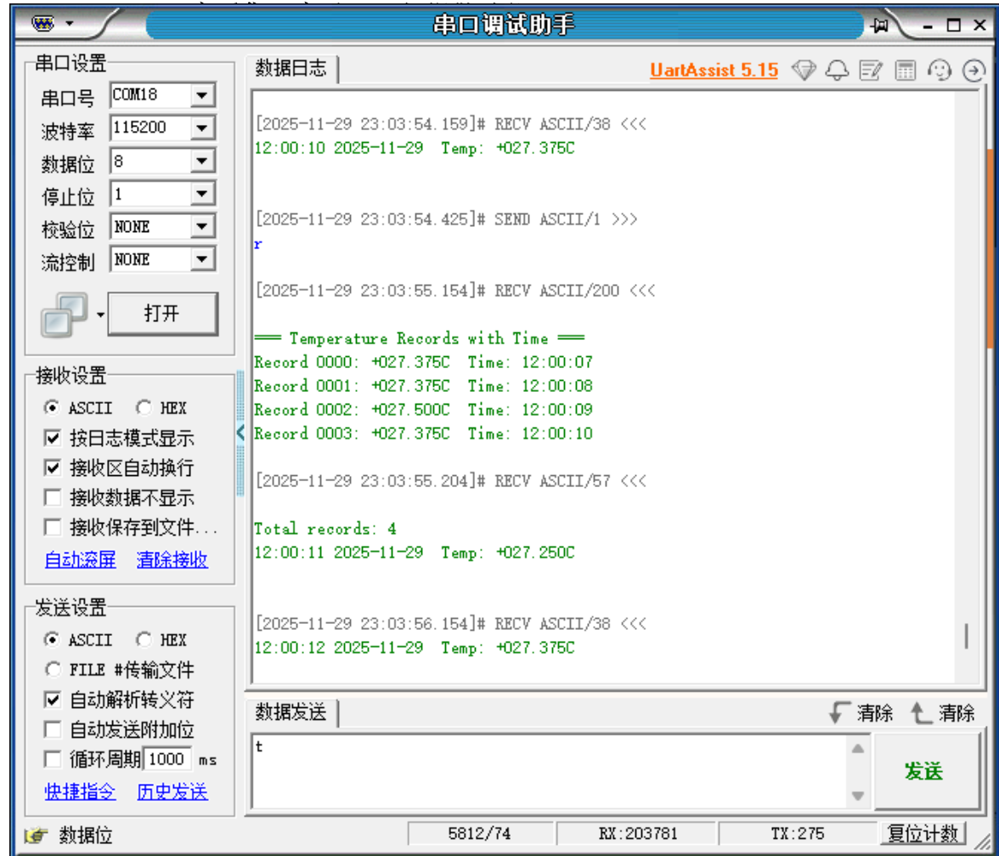 串口调试助手
串口设置
串口号 COM18
波特率 115200
数据位 8
停止位 1
校验位 NONE
流控制 NONE
打开
接收设置
ASCII HEX
按日志模式显示
接收区自动换行
接收数据不显示
接收保存到文件...
自动滚屏 清除接收
发送设置
ASCII HEX
FILE #传输文件
自动解析转义符
自动发送附加位
循环周期 1000 ms
快捷指令 历史发送
数据日志 UartAssist 5.15
[2025-11-29 23:03:54.159]# RECV ASCII/38 <<<
12:00:10 2025-11-29 Temp: +027.375C
[2025-11-29 23:03:54.425]# SEND ASCII/1 >>>
r
[2025-11-29 23:03:55.154]# RECV ASCII/200 <<<
=== Temperature Records with Time ===
Record 0000: +027.375C Time: 12:00:07
Record 0001: +027.375C Time: 12:00:08
Record 0002: +027.500C Time: 12:00:09
Record 0003: +027.375C Time: 12:00:10
[2025-11-29 23:03:55.204]# RECV ASCII/57 <<<
Total records: 4
12:00:11 2025-11-29 Temp: +027.250C
[2025-11-29 23:03:56.154]# RECV ASCII/38 <<<
12:00:12 2025-11-29 Temp: +027.375C
数据发送 清除 清除
t
发送
数据位 5812/74 RX:203781 TX:275 复位计数